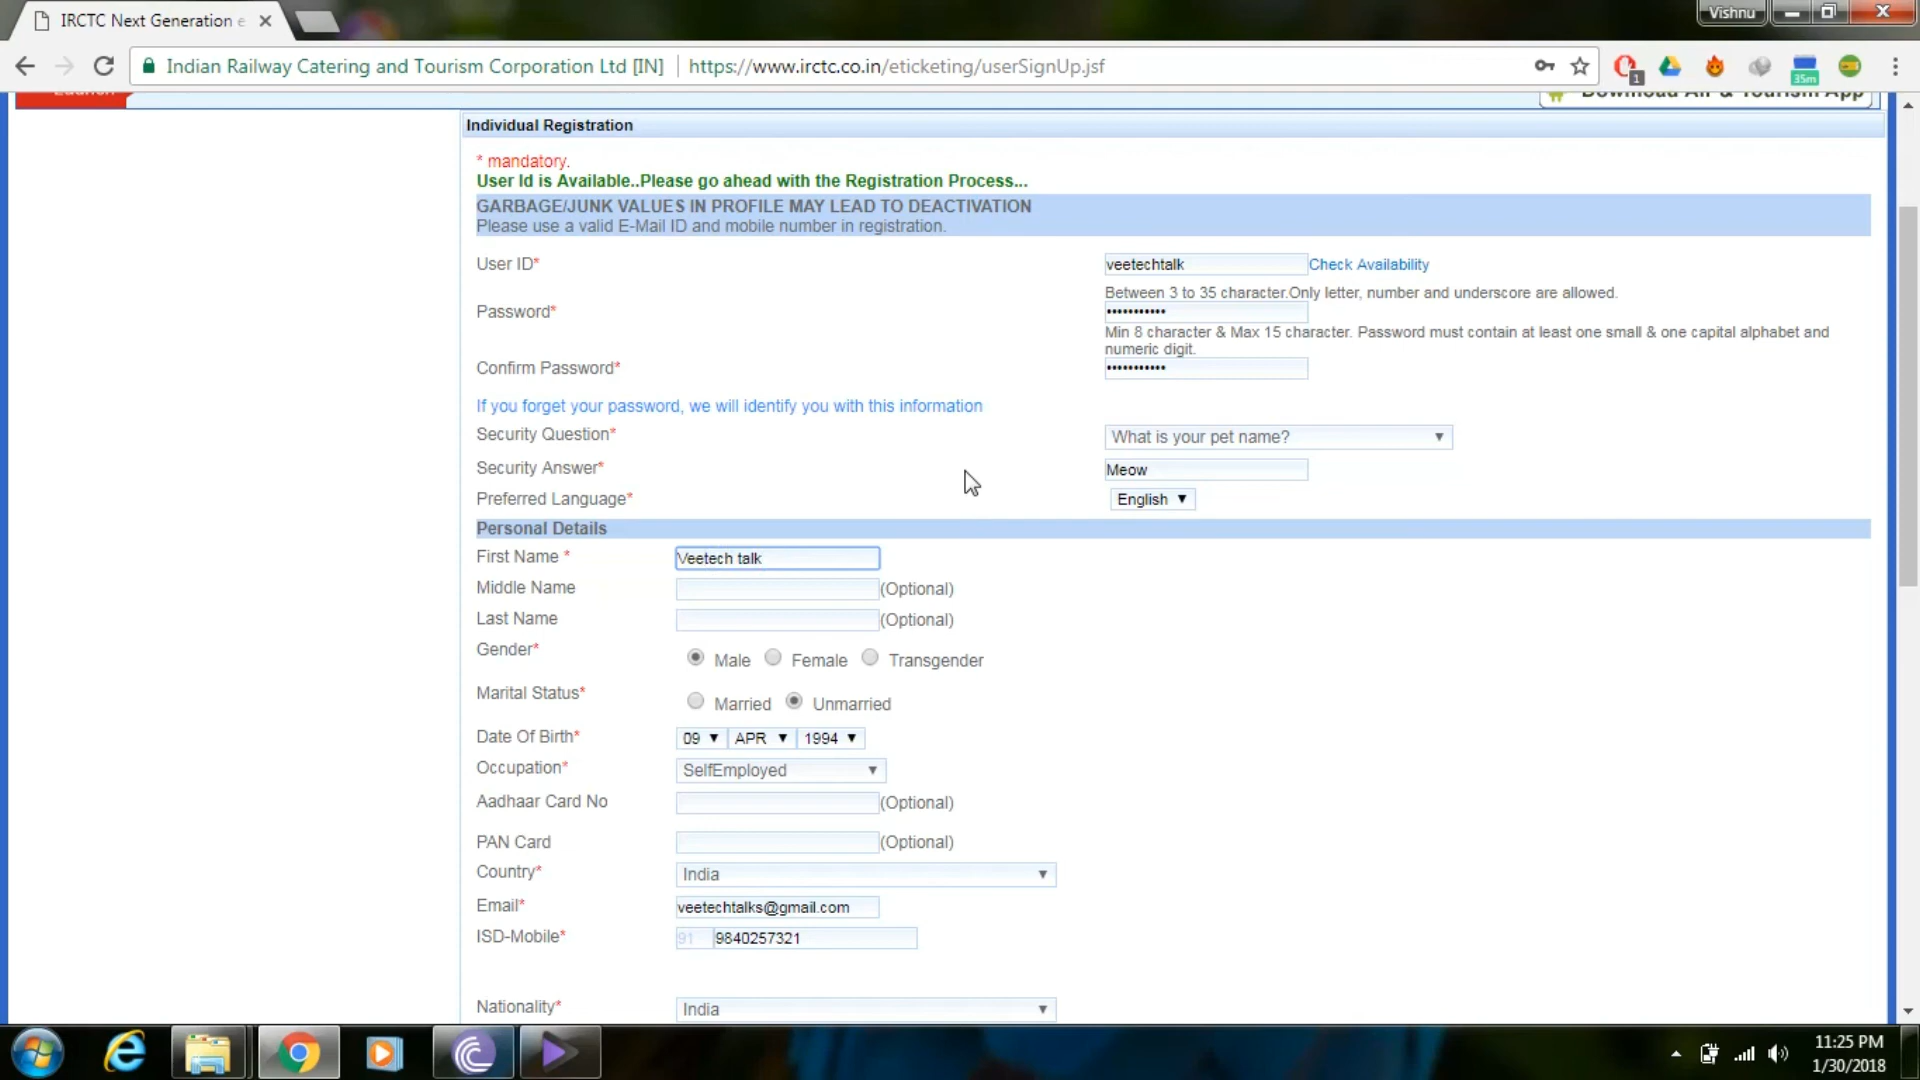 IRCTC Next Generation e
Vishnu
Indian Railway Catering and Tourism Corporation Ltd [IN] https://www.irctc.co.in/eticketing/userSignUp.jsf
1
35m
Download Air & Tourism App
Individual Registration
* mandatory.
User Id is Available..Please go ahead with the Registration Process...
GARBAGE/JUNK VALUES IN PROFILE MAY LEAD TO DEACTIVATION
Please use a valid E-Mail ID and mobile number in registration.
User ID* veetechtalk Check Availability
Between 3 to 35 character.Only letter, number and underscore are allowed.
Password* •••••••••••
Min 8 character & Max 15 character. Password must contain at least one small & one capital alphabet and
numeric digit.
Confirm Password* •••••••••••
If you forget your password, we will identify you with this information
Security Question* What is your pet name?
Security Answer* Meow
Preferred Language* English
Personal Details
First Name * Veetech talk
Middle Name (Optional)
Last Name (Optional)
Gender* Male Female Transgender
Marital Status* Married Unmarried
Date Of Birth* 09 APR 1994
Occupation* SelfEmployed
Aadhaar Card No (Optional)
PAN Card (Optional)
Country* India
Email* veetechtalks@gmail.com
ISD-Mobile* 91 9840257321
Nationality* India
11:25 PM
1/30/2018